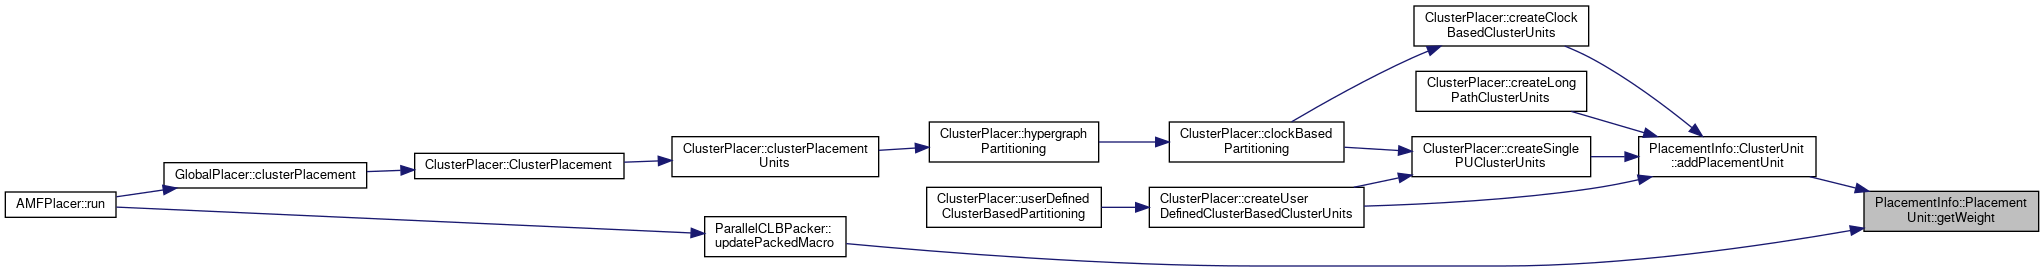 ClusterPlacer::createClock
BasedClusterUnits
ClusterPlacer::createLong
PathClusterUnits
ClusterPlacer::hypergraph
Partitioning
ClusterPlacer::clockBased
Partitioning
ClusterPlacer::createSingle
PUClusterUnits
PlacementInfo::ClusterUnit
::addPlacementUnit
ClusterPlacer::clusterPlacement
Units
ClusterPlacer::ClusterPlacement
GlobalPlacer::clusterPlacement
AMFPlacer::run
ClusterPlacer::userDefined
ClusterBasedPartitioning
ClusterPlacer::createUser
DefinedClusterBasedClusterUnits
PlacementInfo::Placement
Unit::getWeight
ParallelCLBPacker::
updatePackedMacro